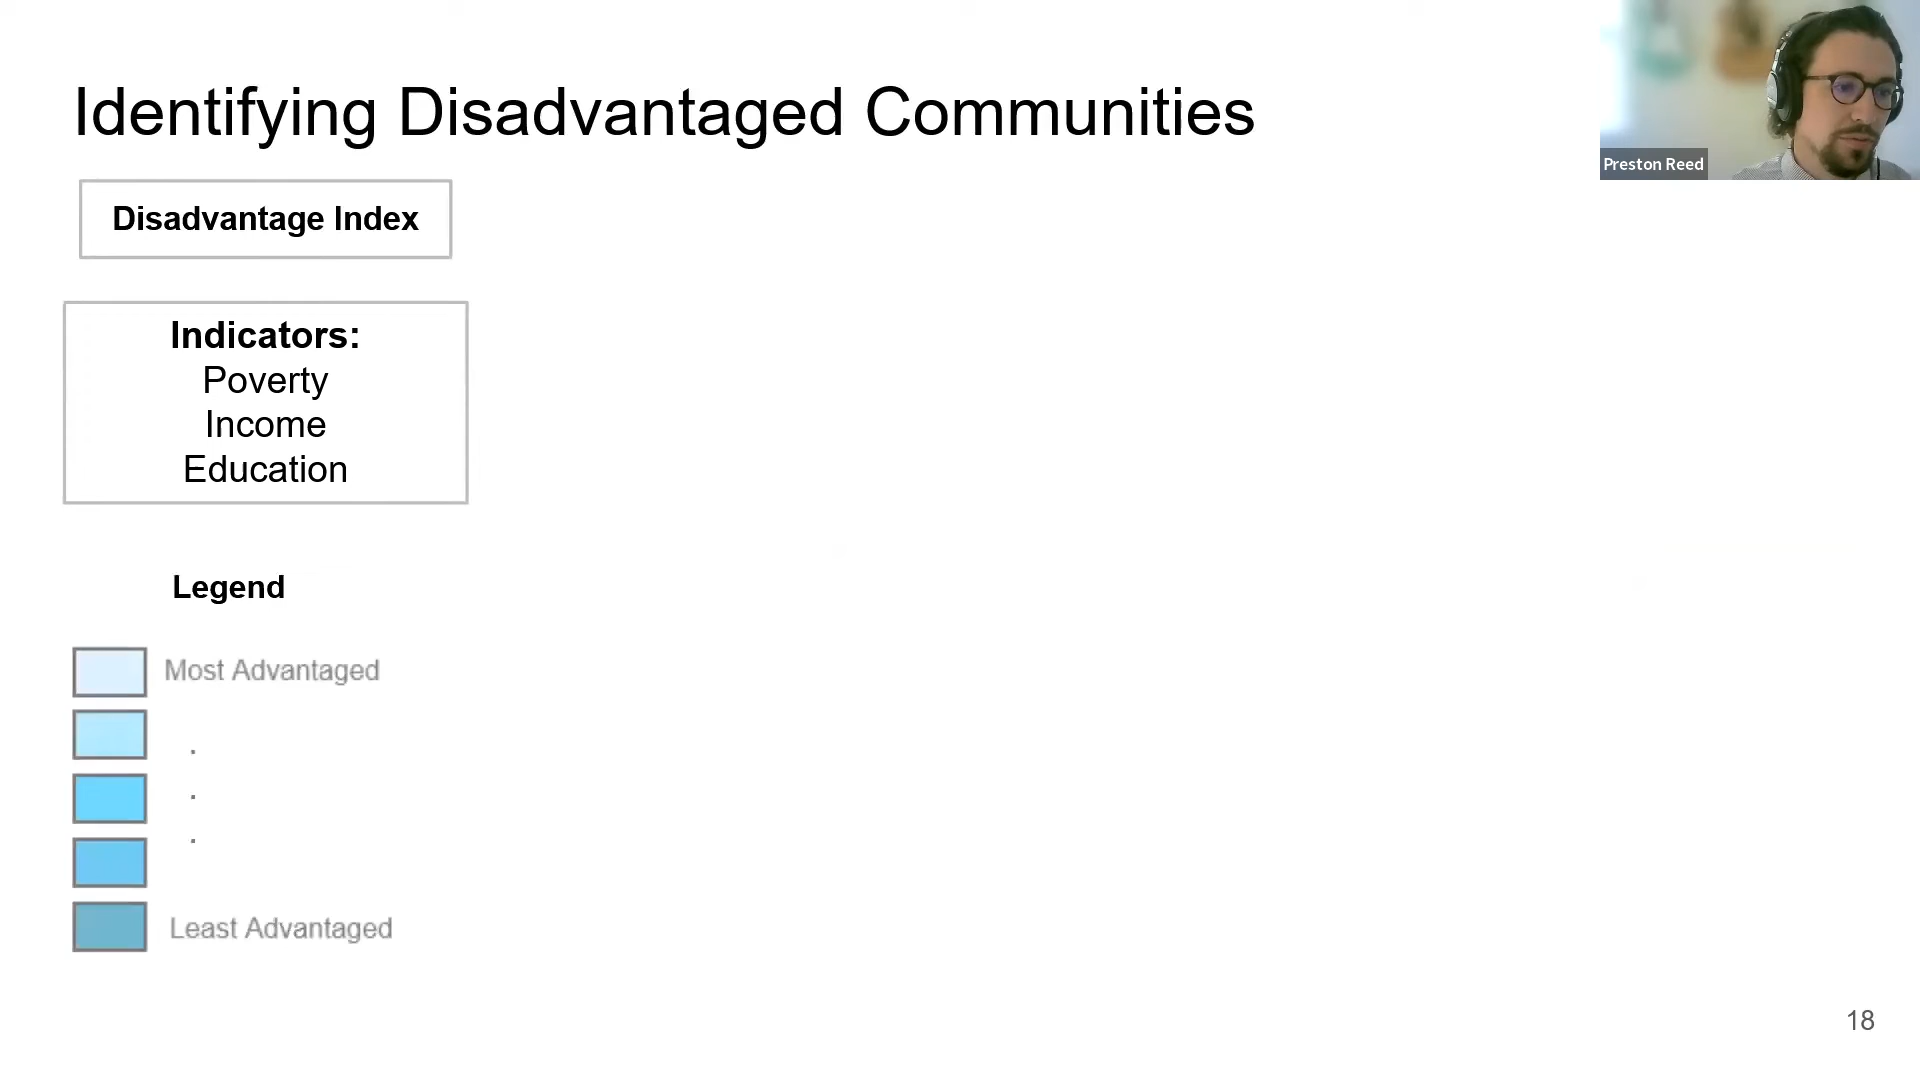 Identifying Disadvantaged Communities
Preston Reed
Disadvantage Index
Indicators:
Poverty
Income
Education
Legend
Most Advantaged
.
.
.
Least Advantaged
18